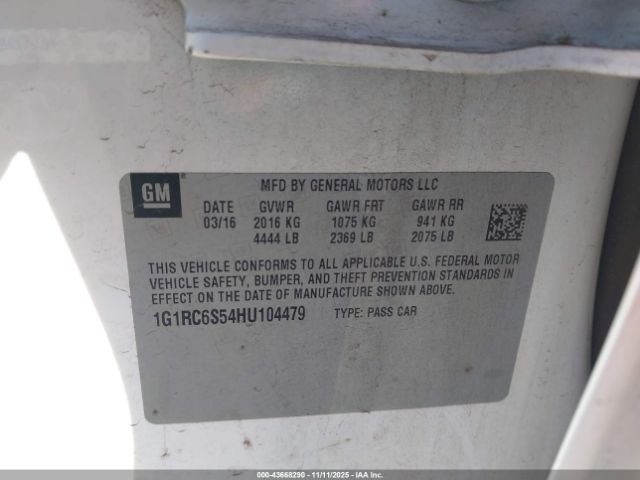 GM
MFD BY GENERAL MOTORS LLC
DATE GVWR GAWR FRT GAWR RR
03/16 2016 KG 1075 KG 941 KG
4444 LB 2369 LB 2075 LB
THIS VEHICLE CONFORMS TO ALL APPLICABLE U.S. FEDERAL MOTOR
VEHICLE SAFETY, BUMPER, AND THEFT PREVENTION STANDARDS IN
EFFECT ON THE DATE OF MANUFACTURE SHOWN ABOVE.
1G1RC6S54HU104479 TYPE: PASS CAR
000-43668290 - 11/11/2025 - IAAI.COM